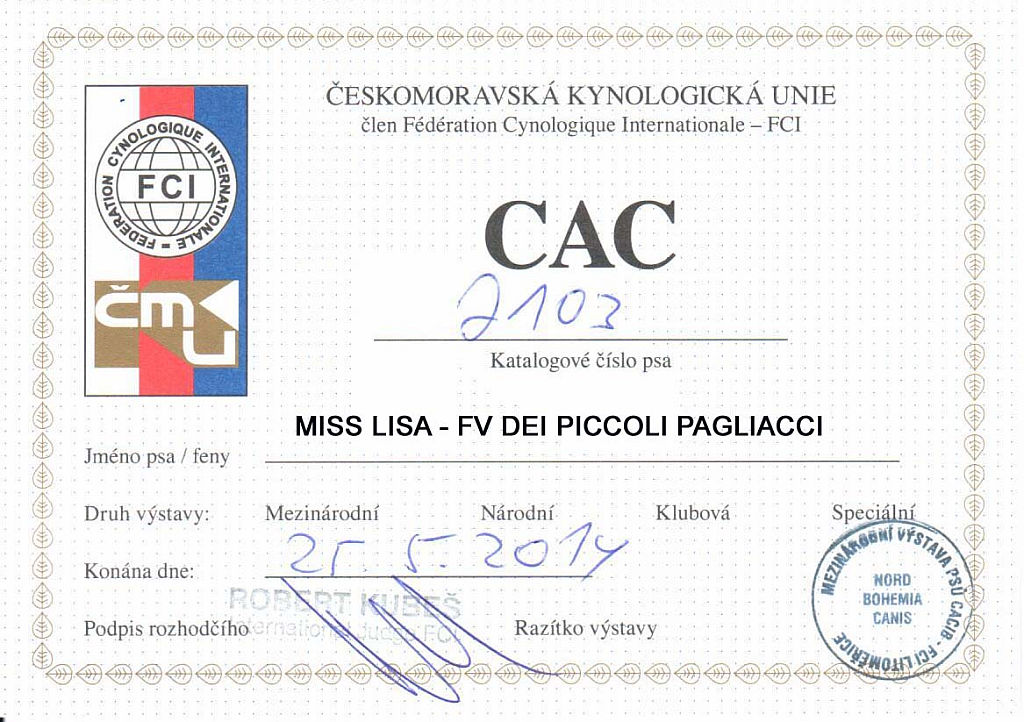 ČESKOMORAVSKÁ KYNOLOGICKÁ UNIE
člen Fédération Cynologique Internationale – FCI
FEDERATION CYNOLOGIQUE INTERNATIONALE =
FCI
ČMKU
CAC
2103
Katalogové číslo psa
MISS LISA - FV DEI PICCOLI PAGLIACCI
Jméno psa / feny
Druh výstavy: Mezinárodní Národní Klubová Speciální
Konána dne: 25. 5. 2014
ROBERT KUBEŠ
International Judge FCI
Podpis rozhodčího Razítko výstavy
MEZINÁRODNÍ VÝSTAVA PSŮ CACIB - FCI LITOMĚŘICE
NORD
BOHEMIA
CANIS